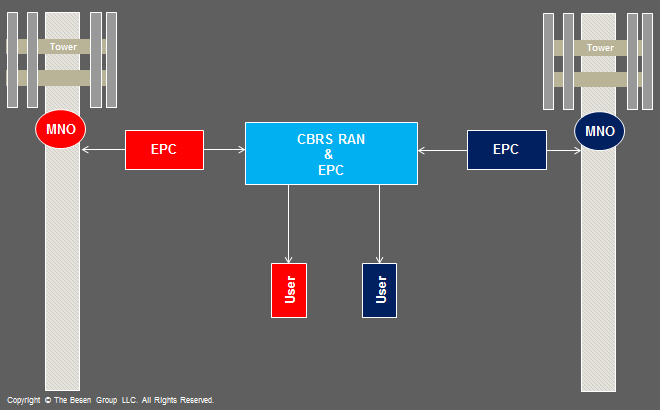 Tower
Tower
MNO
MNO
EPC
CBRS RAN
&
EPC
EPC
User
User
Copyright © The Besen Group LLC. All Rights Reserved.